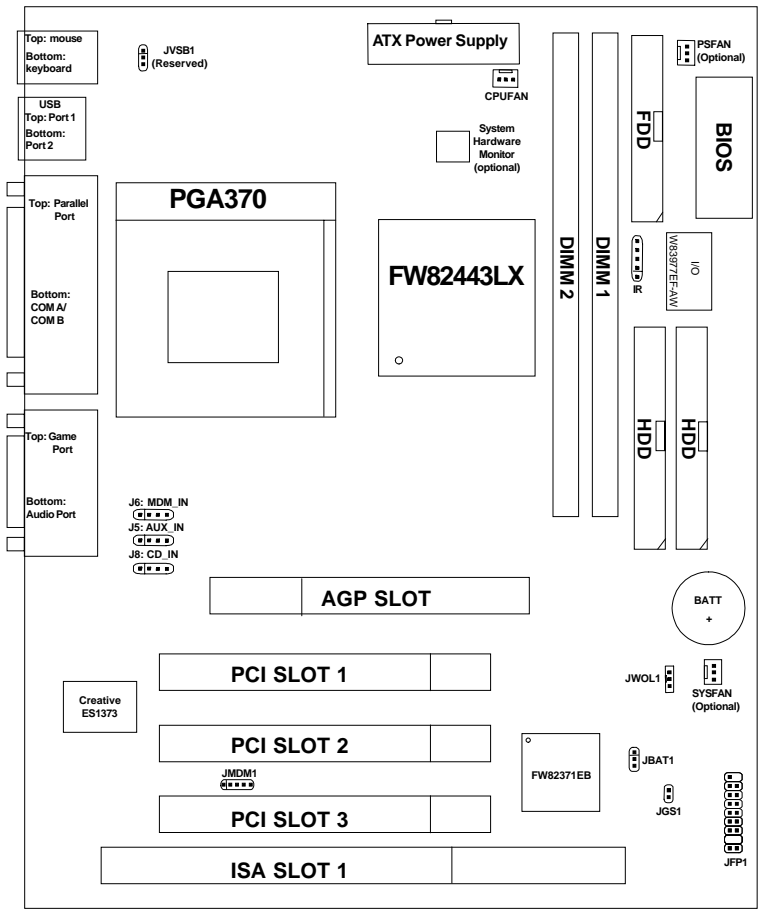 Top: mouse
Bottom:
keyboard
JVSB1
(Reserved)
ATX Power Supply
PSFAN
(Optional)
CPUFAN
USB
Top: Port 1
Bottom:
Port 2
System
Hardware
Monitor
(optional)
FDD
BIOS
Top: Parallel
Port
Bottom:
COM A/
COM B
PGA370
FW82443LX
DIMM 2
DIMM 1
IR
I/O
W83977EF-AW
HDD
HDD
Top: Game
Port
Bottom:
Audio Port
J6: MDM_IN
J5: AUX_IN
J8: CD_IN
AGP SLOT
BATT
+
PCI SLOT 1
JWOL1
SYSFAN
(Optional)
Creative
ES1373
PCI SLOT 2
FW82371EB
JBAT1
JMDM1
PCI SLOT 3
JGS1
JFP1
ISA SLOT 1